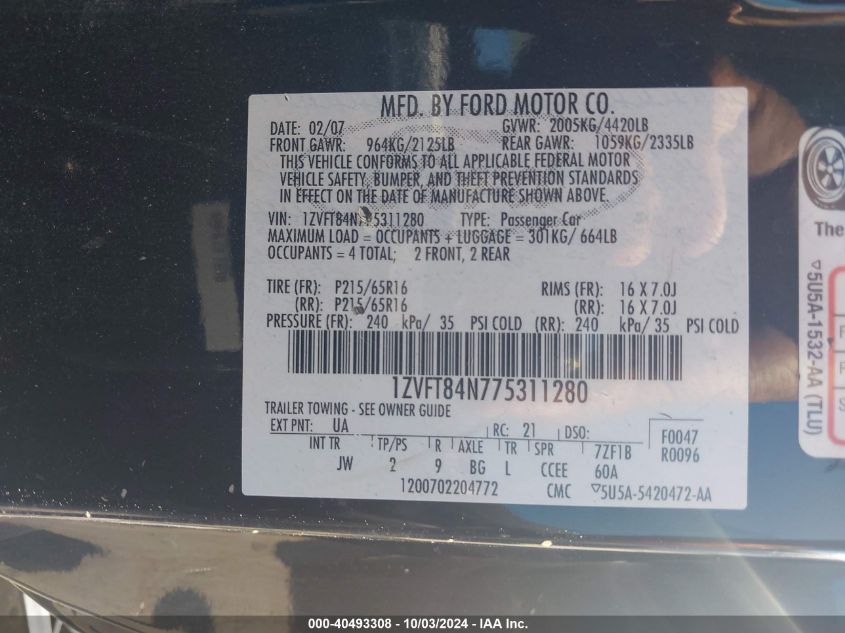 MFD. BY FORD MOTOR CO.
DATE: 02/07 GVWR: 2005KG/4420LB
FRONT GAWR: 964KG/2125LB REAR GAWR: 1059KG/2335LB
THIS VEHICLE CONFORMS TO ALL APPLICABLE FEDERAL MOTOR
VEHICLE SAFETY, BUMPER, AND THEFT PREVENTION STANDARDS
IN EFFECT ON THE DATE OF MANUFACTURE SHOWN ABOVE.
VIN: 1ZVFT84N775311280 TYPE: Passenger Car
MAXIMUM LOAD = OCCUPANTS + LUGGAGE = 301KG/ 664LB
OCCUPANTS = 4 TOTAL; 2 FRONT, 2 REAR
TIRE (FR): P215/65R16 RIMS (FR): 16 X 7.0J
(RR): P215/65R16 (RR): 16 X 7.0J
PRESSURE (FR): 240 kPa/ 35 PSI COLD (RR): 240 kPa/ 35 PSI COLD
1ZVFT84N775311280
TRAILER TOWING - SEE OWNER GUIDE
EXT PNT: UA RC: 21 DSO: F0047
INT TR TP/PS R AXLE TR SPR 7ZF1B R0096
JW 2 9 BG L CCEE 60A
1200702204772 CMC ▽5U5A-5420472-AA
The
▽5U5A-1532-AA (TLU)
000-40493308 - 10/03/2024 - IAA Inc.